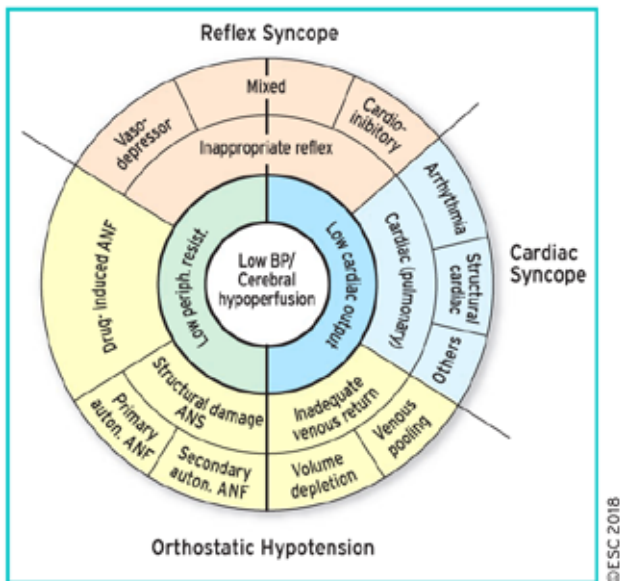 Reflex Syncope
Mixed
Vaso-
depressor
Cardio-
inibitory
Inappropriate reflex
Arrhythmia
Cardiac (pulmonary)
Structural
cardiac
Others
Cardiac
Syncope
Drug- Induced ANF
Low periph. resist.
Low cardiac output
Low BP/
Cerebral
hypoperfusion
Structural damage
ANS
Inadequate
venous return
Primary
auton. ANF
Secondary
auton. ANF
Volume
depletion
Venous
pooling
Orthostatic Hypotension
©ESC 2018